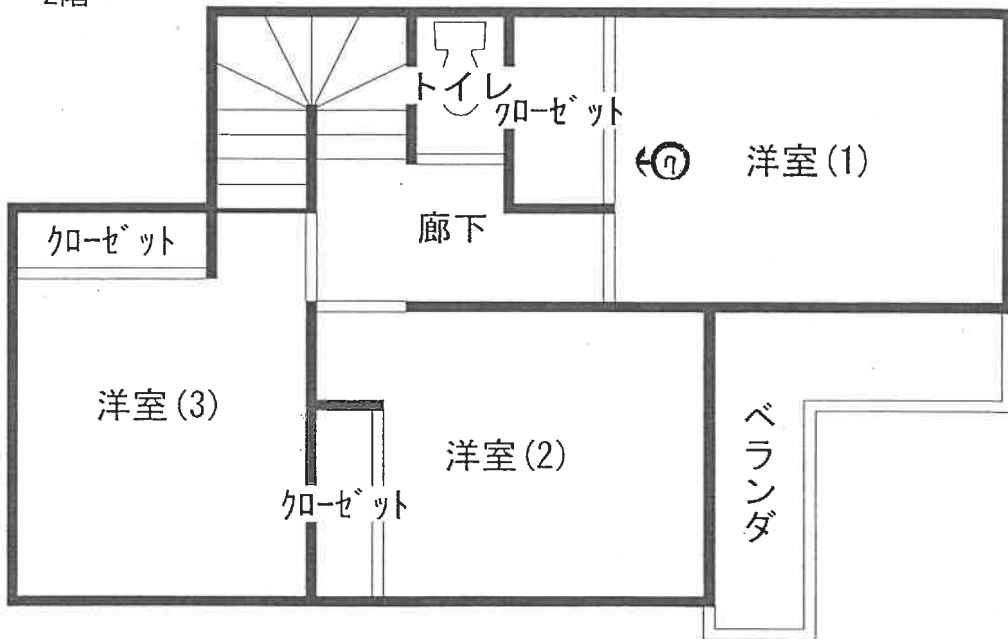 2階
トイレ
クローゼット
洋室(1)
廊下
クローゼット
洋室(3)
洋室(2)
クローゼット
ベランダ